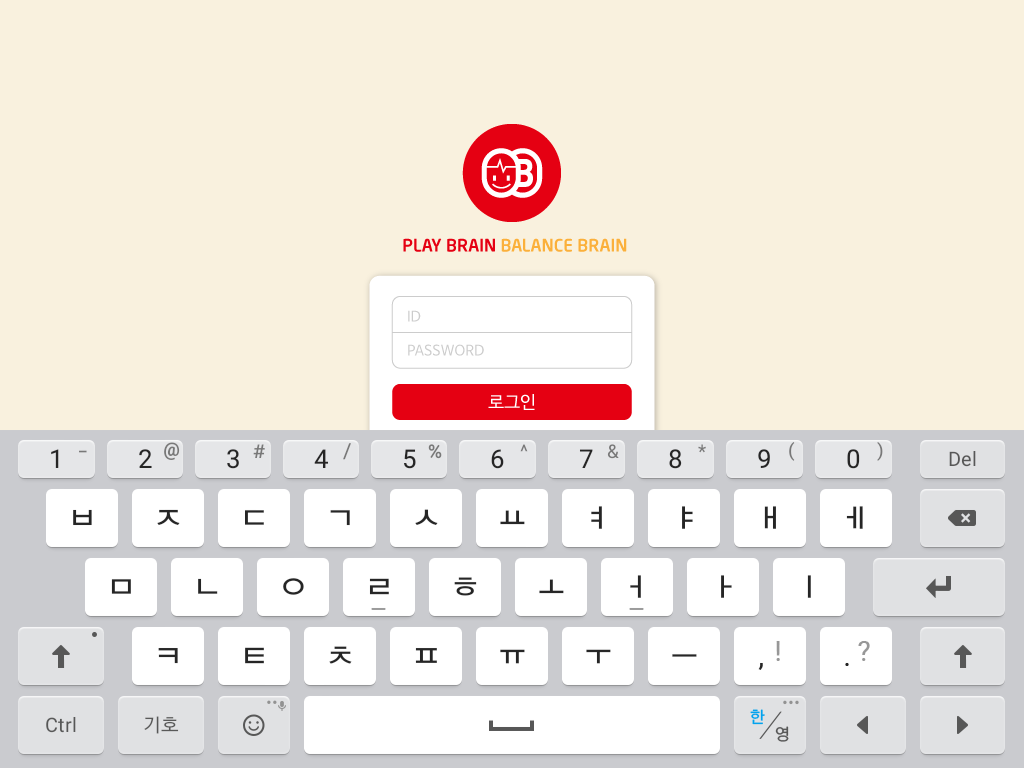 B
PLAY BRAIN BALANCE BRAIN
ID
PASSWORD
로그인
1 _ 2 @ 3 # 4 / 5 % 6 ^ 7 & 8 * 9 ( 0 ) Del
ㅂ ㅈ ㄷ ㄱ ㅅ ㅛ ㅕ ㅑ ㅐ ㅔ
ㅁ ㄴ ㅇ ㄹ ㅎ ㅗ ㅓ ㅏ ㅣ
ㅋ ㅌ ㅊ ㅍ ㅠ ㅜ ㅡ , ! . ?
Ctrl 기호 한/영